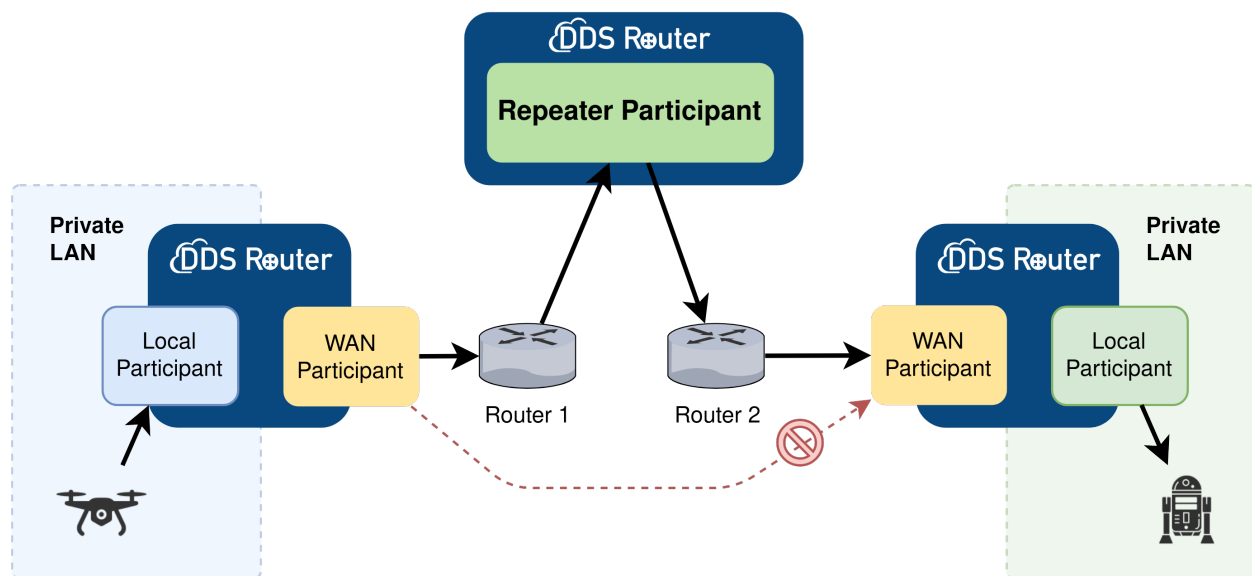 DDS Router
Repeater Participant
Private
LAN
DDS Router
Local
Participant
WAN
Participant
Router 1
Router 2
DDS Router
WAN
Participant
Local
Participant
Private
LAN